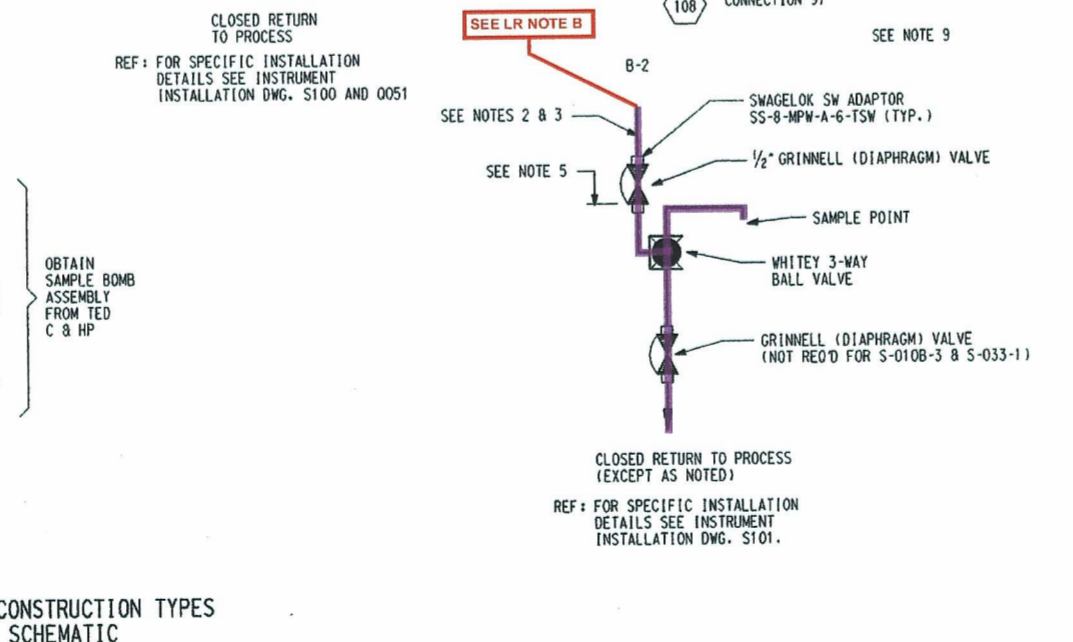 CLOSED RETURN
TO PROCESS
REF: FOR SPECIFIC INSTALLATION
DETAILS SEE INSTRUMENT
INSTALLATION DWG. S100 AND 0051
SEE LR NOTE B
108
CONNECTION 97
SEE NOTE 9
B-2
SEE NOTES 2 & 3
SWAGELOK SW ADAPTOR
SS-8-MPW-A-6-TSW (TYP.)
1/2" GRINNELL (DIAPHRAGM) VALVE
SEE NOTE 5
SAMPLE POINT
WHITEY 3-WAY
BALL VALVE
OBTAIN
SAMPLE BOMB
ASSEMBLY
FROM TED
C & HP
GRINNELL (DIAPHRAGM) VALVE
(NOT REQ'D FOR S-010B-3 & S-033-1)
CLOSED RETURN TO PROCESS
(EXCEPT AS NOTED)
REF: FOR SPECIFIC INSTALLATION
DETAILS SEE INSTRUMENT
INSTALLATION DWG. S101.
CONSTRUCTION TYPES
SCHEMATIC